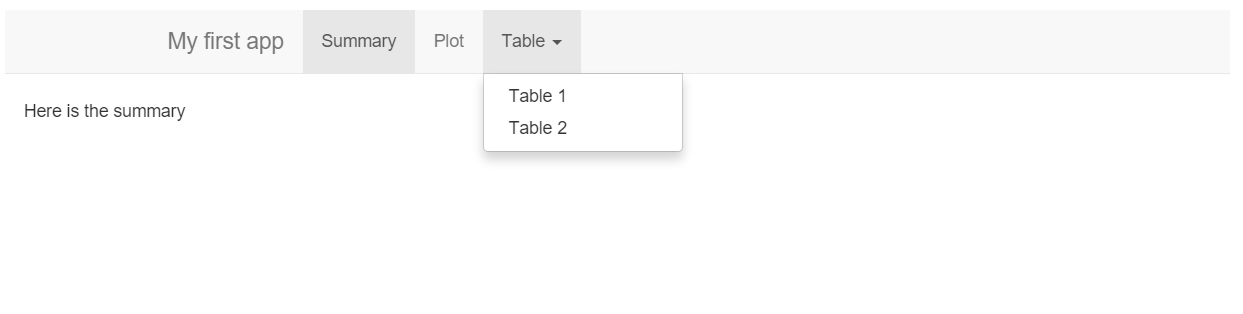 My first app Summary Plot Table
Table 1
Here is the summary
Table 2